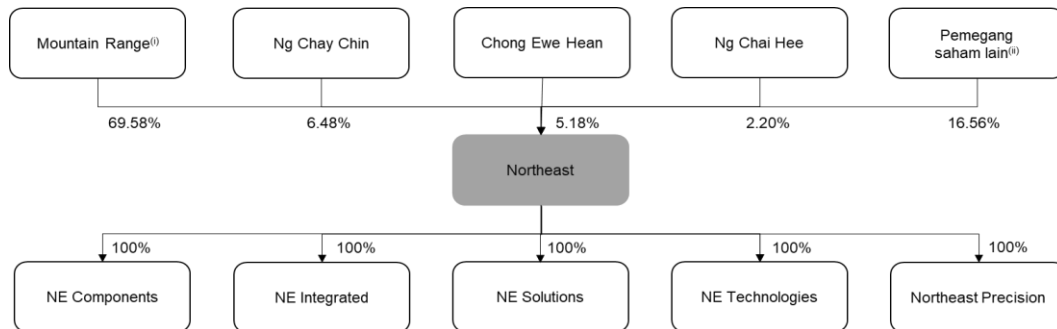 Mountain Range(i)
Ng Chay Chin
Chong Ewe Hean
Ng Chai Hee
Pemegang
saham lain(ii)
69.58%
6.48%
5.18%
2.20%
16.56%
Northeast
100%
100%
100%
100%
100%
NE Components
NE Integrated
NE Solutions
NE Technologies
Northeast Precision